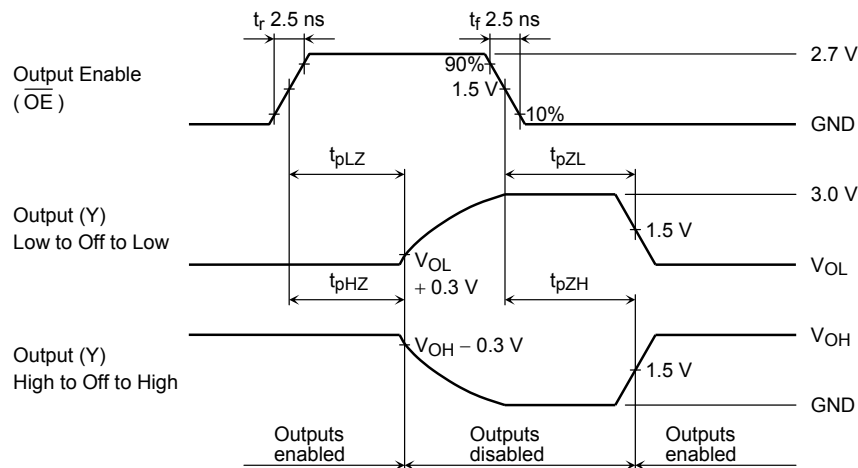 tr 2.5 ns
tf 2.5 ns
2.7 V
Output Enable
( OE )
90%
1.5 V
10%
GND
tpLZ
tpZL
3.0 V
Output (Y)
Low to Off to Low
1.5 V
VOL
+ 0.3 V
VOL
tpHZ
tpZH
VOH
VOH − 0.3 V
Output (Y)
High to Off to High
1.5 V
GND
Outputs
enabled
Outputs
disabled
Outputs
enabled